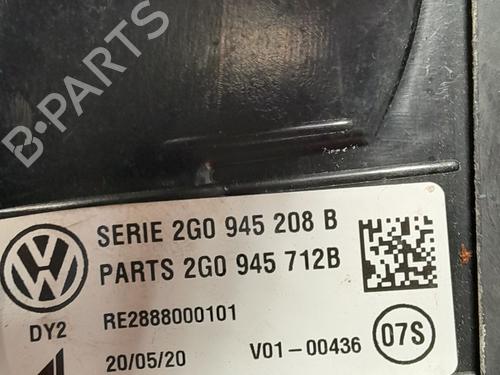 B-PARTS
SERIE 2G0 945 208 B
PARTS 2G0 945 712B
DY2 RE2888000101
20/05/20 V01-00436 07S